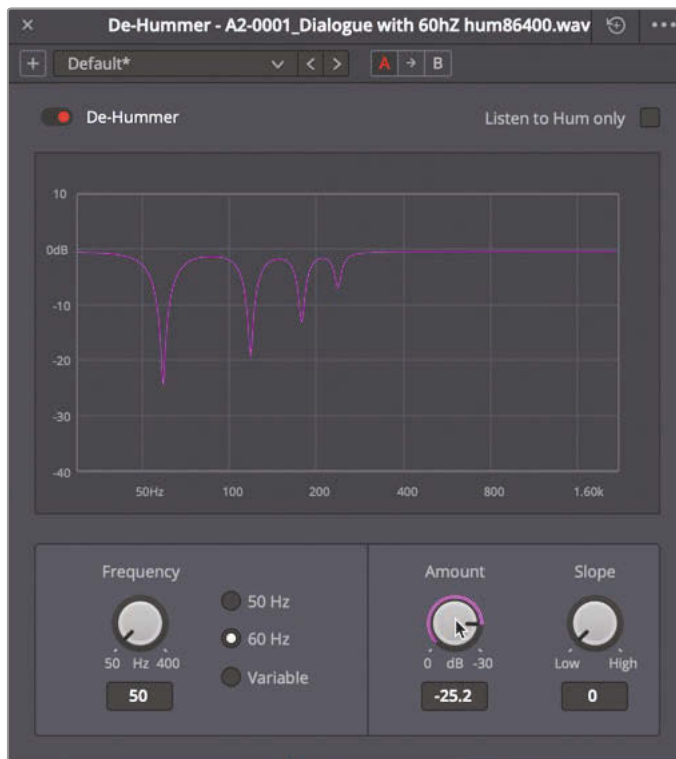 De-Hummer - A2-0001_Dialogue with 60hZ hum86400.wav
Default*
A
B
De-Hummer
Listen to Hum only
10
0dB
-10
-20
-30
-40
50Hz 100 200 400 800 1.60k
Frequency
50 Hz 400
50
50 Hz
60 Hz
Variable
Amount
0 dB -30
-25.2
Slope
Low High
0